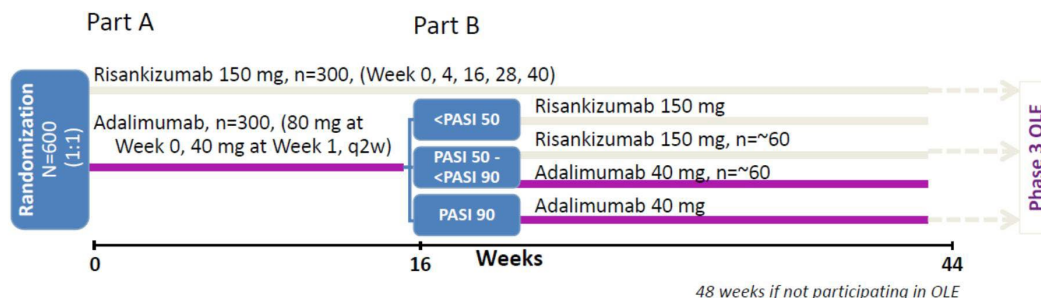 Part A
Part B
Randomization
N=600
(1:1)
Risankizumab 150 mg, n=300, (Week 0, 4, 16, 28, 40)
Adalimumab, n=300, (80 mg at
Week 0, 40 mg at Week 1, q2w)
<PASI 50
Risankizumab 150 mg
PASI 50 -
<PASI 90
Risankizumab 150 mg, n=~60
Adalimumab 40 mg, n=~60
PASI 90
Adalimumab 40 mg
Phase 3 OLE
0
16
Weeks
44
48 weeks if not participating in OLE